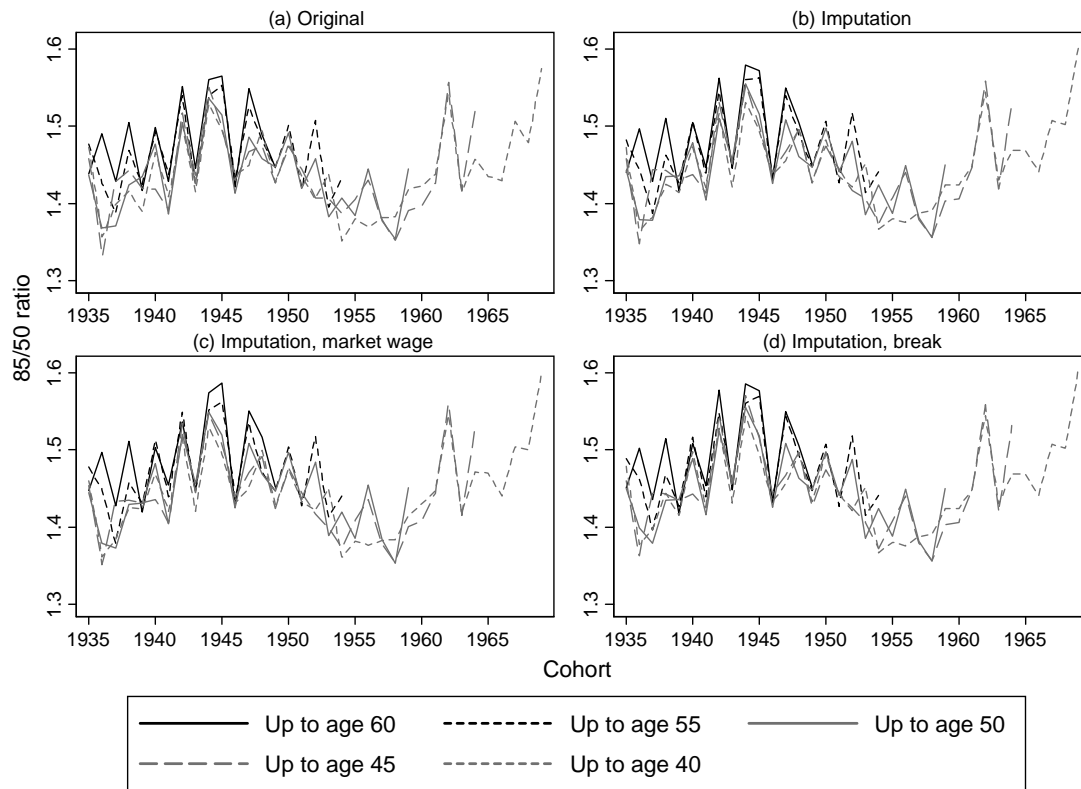 (a) Original
(b) Imputation
1.6
1.5
1.4
1.3
1935 1940 1945 1950 1955 1960 1965
1.6
1.5
1.4
1.3
1935 1940 1945 1950 1955 1960 1965
(c) Imputation, market wage
(d) Imputation, break
1.6
1.5
1.4
1.3
1935 1940 1945 1950 1955 1960 1965
1.6
1.5
1.4
1.3
1935 1940 1945 1950 1955 1960 1965
85/50 ratio
Cohort
Up to age 60 Up to age 55 Up to age 50
Up to age 45 Up to age 40